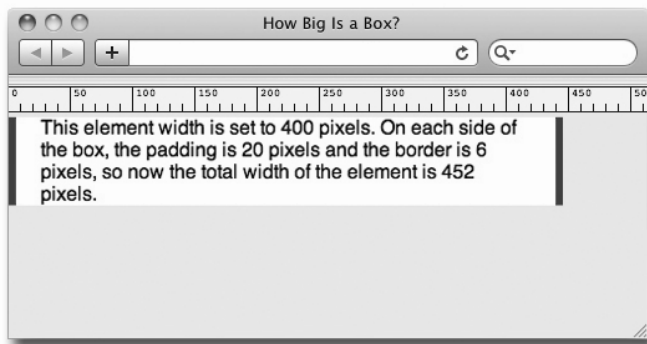 How Big Is a Box?
0 50 100 150 200 250 300 350 400 450 50
This element width is set to 400 pixels. On each side of
the box, the padding is 20 pixels and the border is 6
pixels, so now the total width of the element is 452
pixels.